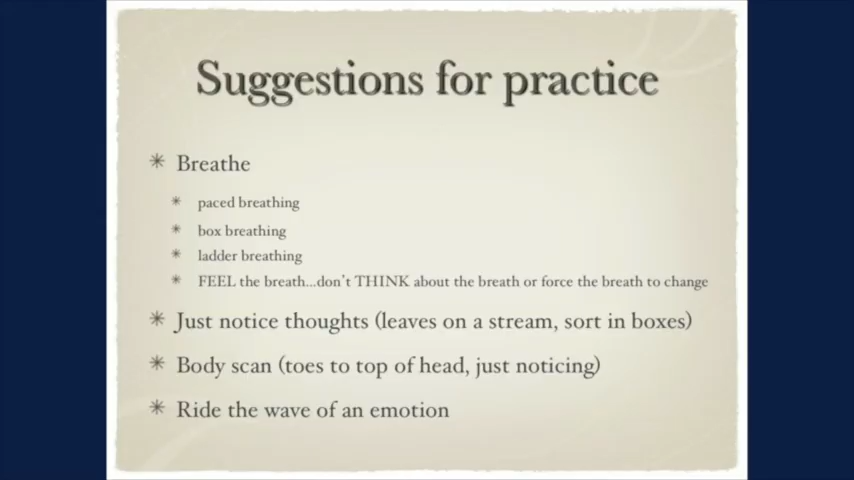 Suggestions for practice
Breathe
paced breathing
box breathing
ladder breathing
FEEL the breath...don't THINK about the breath or force the breath to change
Just notice thoughts (leaves on a stream, sort in boxes)
Body scan (toes to top of head, just noticing)
Ride the wave of an emotion